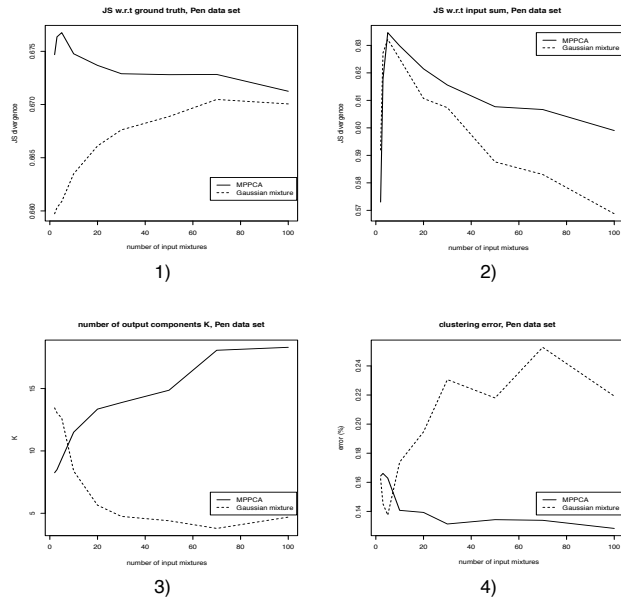 JS w.r.t ground truth, Pen data set
JS divergence
0.675
0.670
0.665
0.660
MPPCA
Gaussian mixture
0 20 40 60 80 100
number of input mixtures
1)
JS w.r.t input sum, Pen data set
JS divergence
0.63
0.62
0.61
0.60
0.59
0.58
0.57
MPPCA
Gaussian mixture
0 20 40 60 80 100
number of input mixtures
2)
number of output components K, Pen data set
K
15
10
5
MPPCA
Gaussian mixture
0 20 40 60 80 100
number of input mixtures
3)
clustering error, Pen data set
error (%)
0.24
0.22
0.20
0.18
0.16
0.14
MPPCA
Gaussian mixture
0 20 40 60 80 100
number of input mixtures
4)